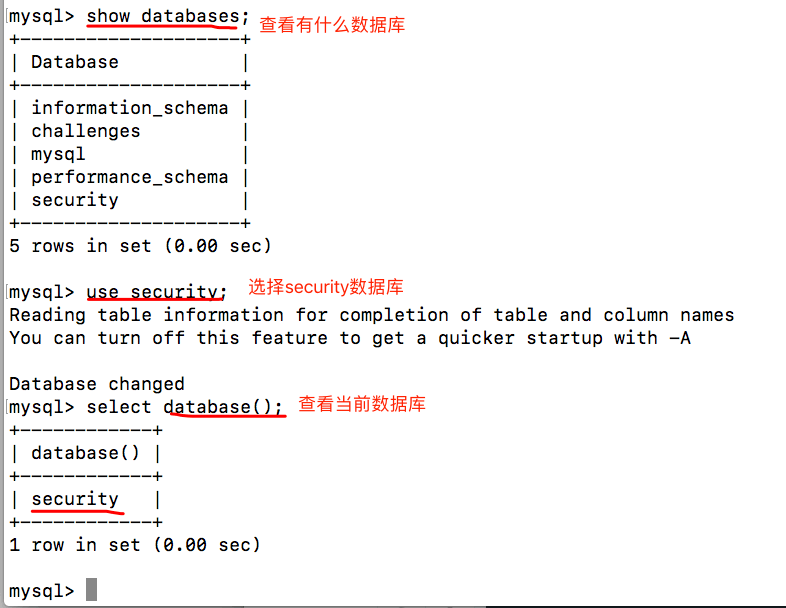 mysql> show databases; 查看有什么数据库
+--------------------+
| Database           |
+--------------------+
| information_schema |
| challenges         |
| mysql              |
| performance_schema |
| security           |
+--------------------+
5 rows in set (0.00 sec)
mysql> use security; 选择security数据库
Reading table information for completion of table and column names
You can turn off this feature to get a quicker startup with -A
Database changed
mysql> select database(); 查看当前数据库
+------------+
| database() |
+------------+
| security   |
+------------+
1 row in set (0.00 sec)
mysql>